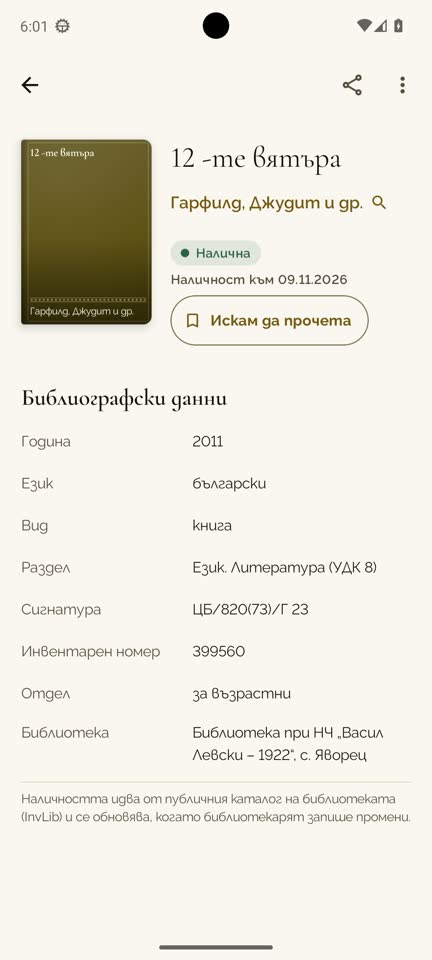 6:01
12 -те вятъра
Гарфилд, Джудит и др.
12 -те вятъра
Гарфилд, Джудит и др.
Налична
Наличност към 09.11.2026
Искам да прочета
Библиографски данни
Година 2011
Език български
Вид книга
Раздел Език. Литература (УДК 8)
Сигнатура ЦБ/820(73)/Г 23
Инвентарен номер 399560
Отдел за възрастни
Библиотека Библиотека при НЧ „Васил
Левски – 1922“, с. Яворец
Наличността идва от публичния каталог на библиотеката
(InvLib) и се обновява, когато библиотекарят запише промени.